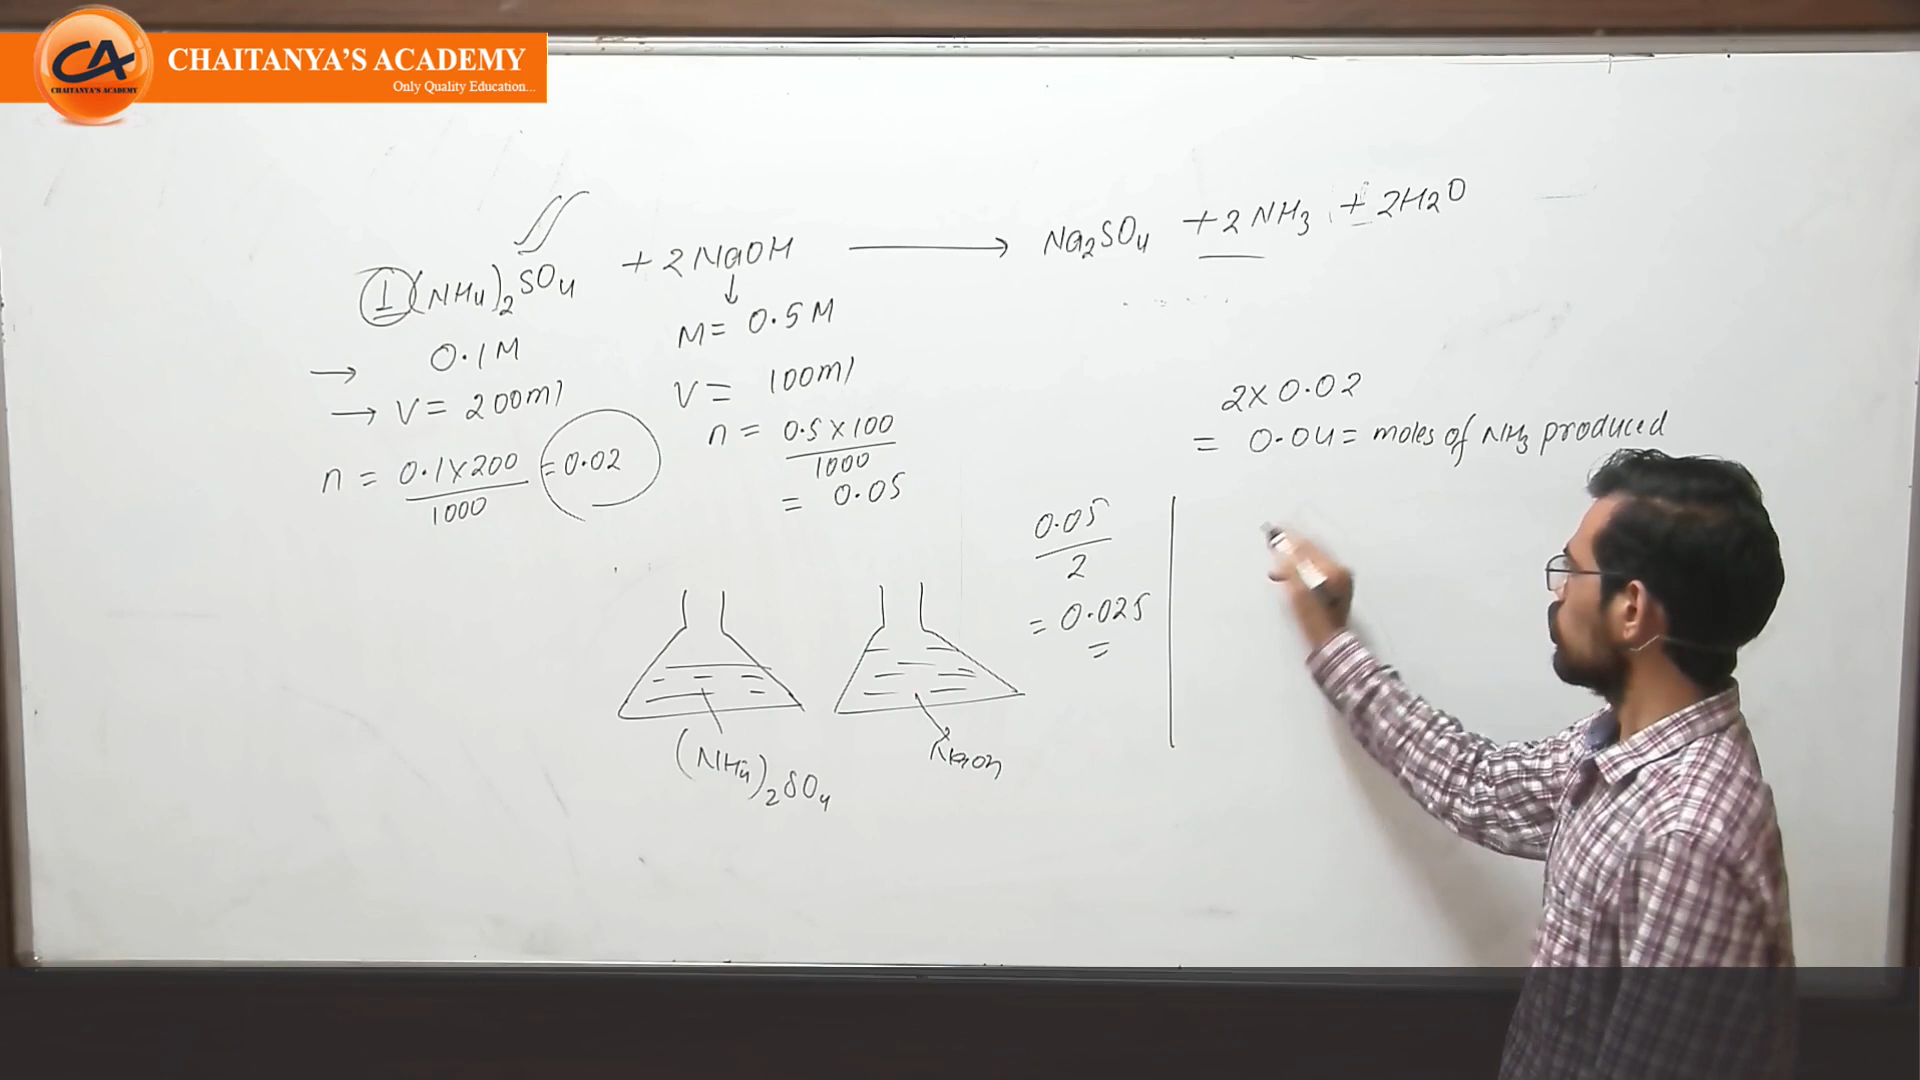 CA
CHAITANYA'S ACADEMY
CHAITANYA'S ACADEMY
Only Quality Education...
1 (NH4)2SO4 + 2NaOH ⟶ Na2SO4 + 2NH3 + 2H2O
→ 0.1M
→ V = 200ml
n = 0.1×200/1000 = 0.02
↓
M = 0.5M
V = 100ml
n = 0.5×100/1000
= 0.05
2×0.02
= 0.04 = moles of NH3 produced
0.05/2
= 0.025
=
(NH4)2SO4
NaOH